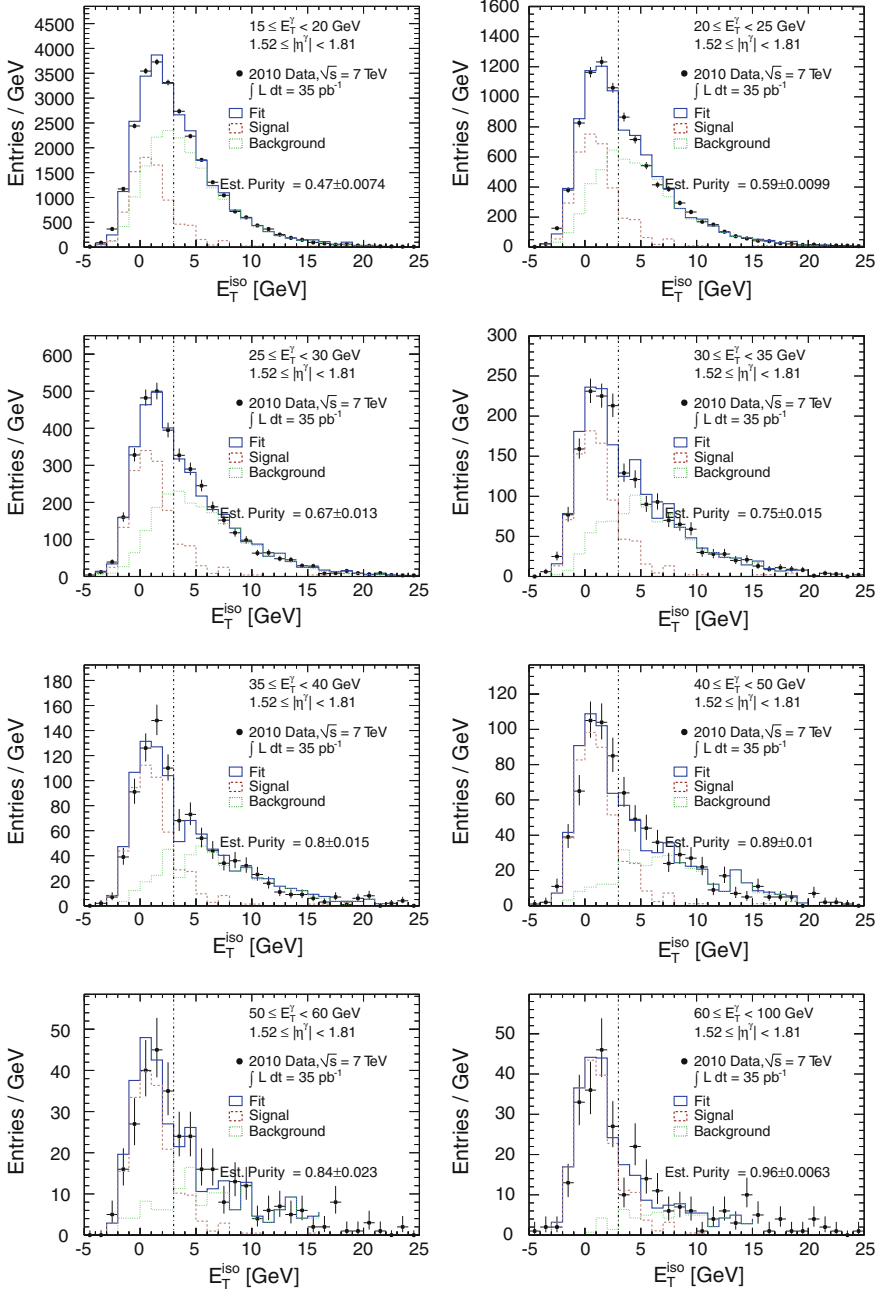 Entries / GeV
4500
4000
3500
3000
2500
2000
1500
1000
500
0
15 ≤ E_T^γ < 20 GeV
1.52 ≤ |η^γ| < 1.81
2010 Data, √s = 7 TeV
∫ L dt = 35 pb⁻¹
Fit
Signal
Background
Est. Purity = 0.47±0.0074
-5 0 5 10 15 20 25
E_T^iso [GeV]
Entries / GeV
1400
1200
1000
800
600
400
200
0
20 ≤ E_T^γ < 25 GeV
1.52 ≤ |η^γ| < 1.81
2010 Data, √s = 7 TeV
∫ L dt = 35 pb⁻¹
Fit
Signal
Background
Est. Purity = 0.59±0.0099
-5 0 5 10 15 20 25
E_T^iso [GeV]
Entries / GeV
600
500
400
300
200
100
0
25 ≤ E_T^γ < 30 GeV
1.52 ≤ |η^γ| < 1.81
2010 Data, √s = 7 TeV
∫ L dt = 35 pb⁻¹
Fit
Signal
Background
Est. Purity = 0.67±0.013
-5 0 5 10 15 20 25
E_T^iso [GeV]
Entries / GeV
300
250
200
150
100
50
0
30 ≤ E_T^γ < 35 GeV
1.52 ≤ |η^γ| < 1.81
2010 Data, √s = 7 TeV
∫ L dt = 35 pb⁻¹
Fit
Signal
Background
Est. Purity = 0.75±0.015
-5 0 5 10 15 20 25
E_T^iso [GeV]
Entries / GeV
180
160
140
120
100
80
60
40
20
0
35 ≤ E_T^γ < 40 GeV
1.52 ≤ |η^γ| < 1.81
2010 Data, √s = 7 TeV
∫ L dt = 35 pb⁻¹
Fit
Signal
Background
Est. Purity = 0.8±0.015
-5 0 5 10 15 20 25
E_T^iso [GeV]
Entries / GeV
120
100
80
60
40
20
0
40 ≤ E_T^γ < 50 GeV
1.52 ≤ |η^γ| < 1.81
2010 Data, √s = 7 TeV
∫ L dt = 35 pb⁻¹
Fit
Signal
Background
Est. Purity = 0.89±0.01
-5 0 5 10 15 20 25
E_T^iso [GeV]
Entries / GeV
50
40
30
20
10
0
50 ≤ E_T^γ < 60 GeV
1.52 ≤ |η^γ| < 1.81
2010 Data, √s = 7 TeV
∫ L dt = 35 pb⁻¹
Fit
Signal
Background
Est. Purity = 0.84±0.023
-5 0 5 10 15 20 25
E_T^iso [GeV]
Entries / GeV
50
40
30
20
10
0
60 ≤ E_T^γ < 100 GeV
1.52 ≤ |η^γ| < 1.81
2010 Data, √s = 7 TeV
∫ L dt = 35 pb⁻¹
Fit
Signal
Background
Est. Purity = 0.96±0.0063
-5 0 5 10 15 20 25
E_T^iso [GeV]